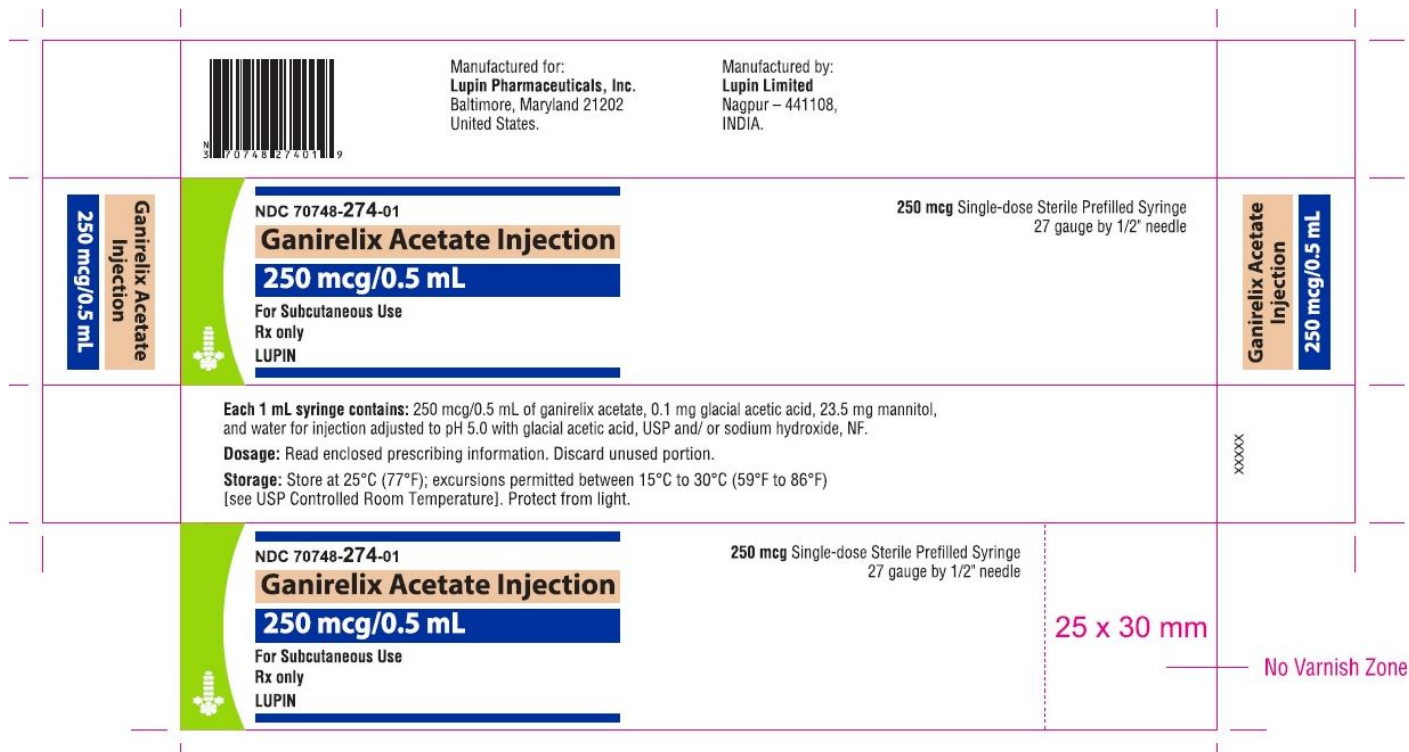 N
3 70748 27401 9
Manufactured for:
Lupin Pharmaceuticals, Inc.
Baltimore, Maryland 21202
United States.
Manufactured by:
Lupin Limited
Nagpur – 441108,
INDIA.
Ganirelix Acetate
Injection
250 mcg/0.5 mL
NDC 70748-274-01
Ganirelix Acetate Injection
250 mcg/0.5 mL
For Subcutaneous Use
Rx only
LUPIN
250 mcg Single-dose Sterile Prefilled Syringe
27 gauge by 1/2" needle
Ganirelix Acetate
Injection
250 mcg/0.5 mL
Each 1 mL syringe contains: 250 mcg/0.5 mL of ganirelix acetate, 0.1 mg glacial acetic acid, 23.5 mg mannitol,
and water for injection adjusted to pH 5.0 with glacial acetic acid, USP and/ or sodium hydroxide, NF.
Dosage: Read enclosed prescribing information. Discard unused portion.
Storage: Store at 25°C (77°F); excursions permitted between 15°C to 30°C (59°F to 86°F)
[see USP Controlled Room Temperature]. Protect from light.
XXXXX
NDC 70748-274-01
Ganirelix Acetate Injection
250 mcg/0.5 mL
For Subcutaneous Use
Rx only
LUPIN
250 mcg Single-dose Sterile Prefilled Syringe
27 gauge by 1/2" needle
25 x 30 mm
No Varnish Zone